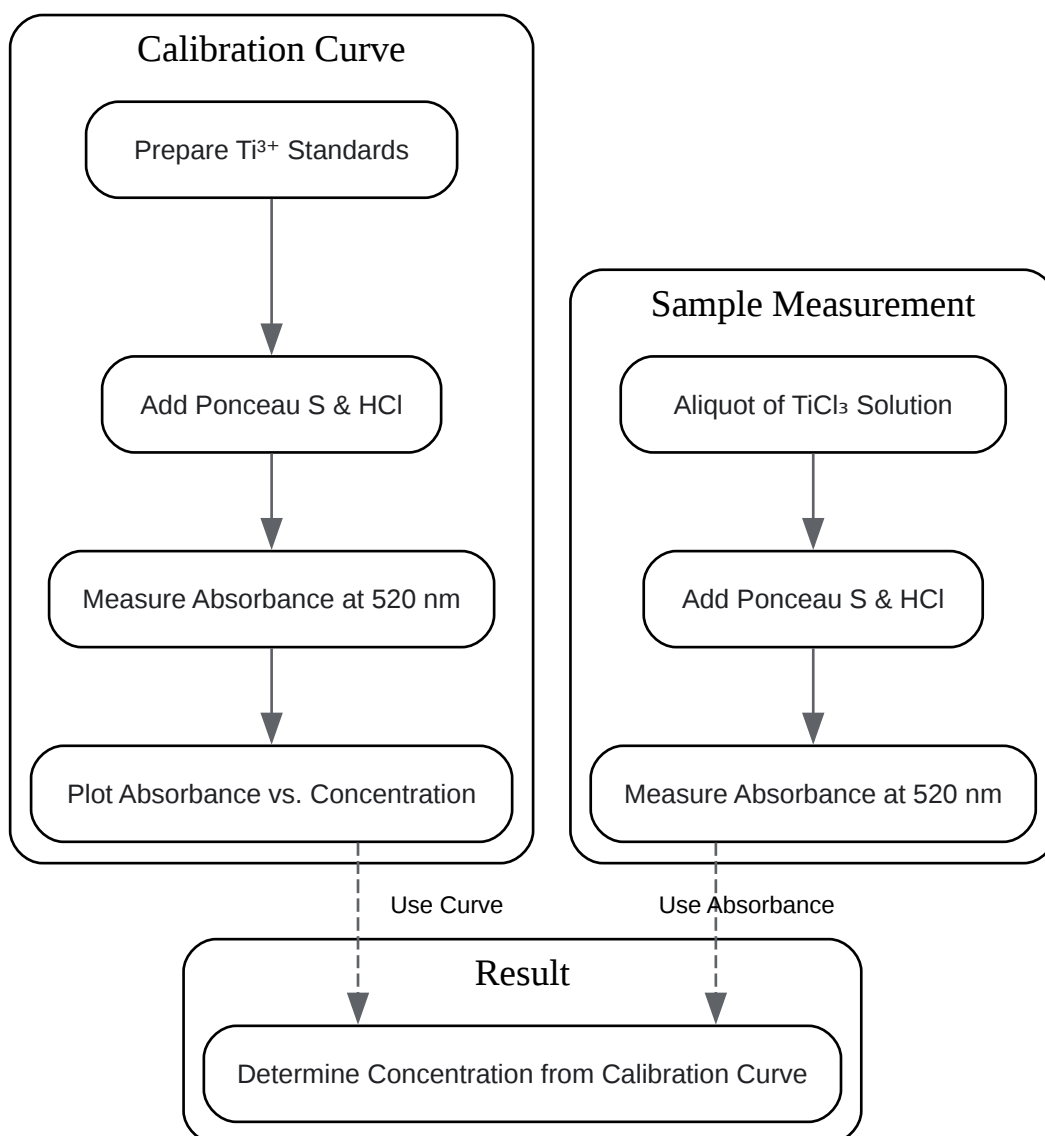 Calibration Curve
Prepare Ti³⁺ Standards
Add Ponceau S & HCl
Measure Absorbance at 520 nm
Plot Absorbance vs. Concentration
Sample Measurement
Aliquot of TiCl₃ Solution
Add Ponceau S & HCl
Measure Absorbance at 520 nm
Use Curve
Use Absorbance
Result
Determine Concentration from Calibration Curve